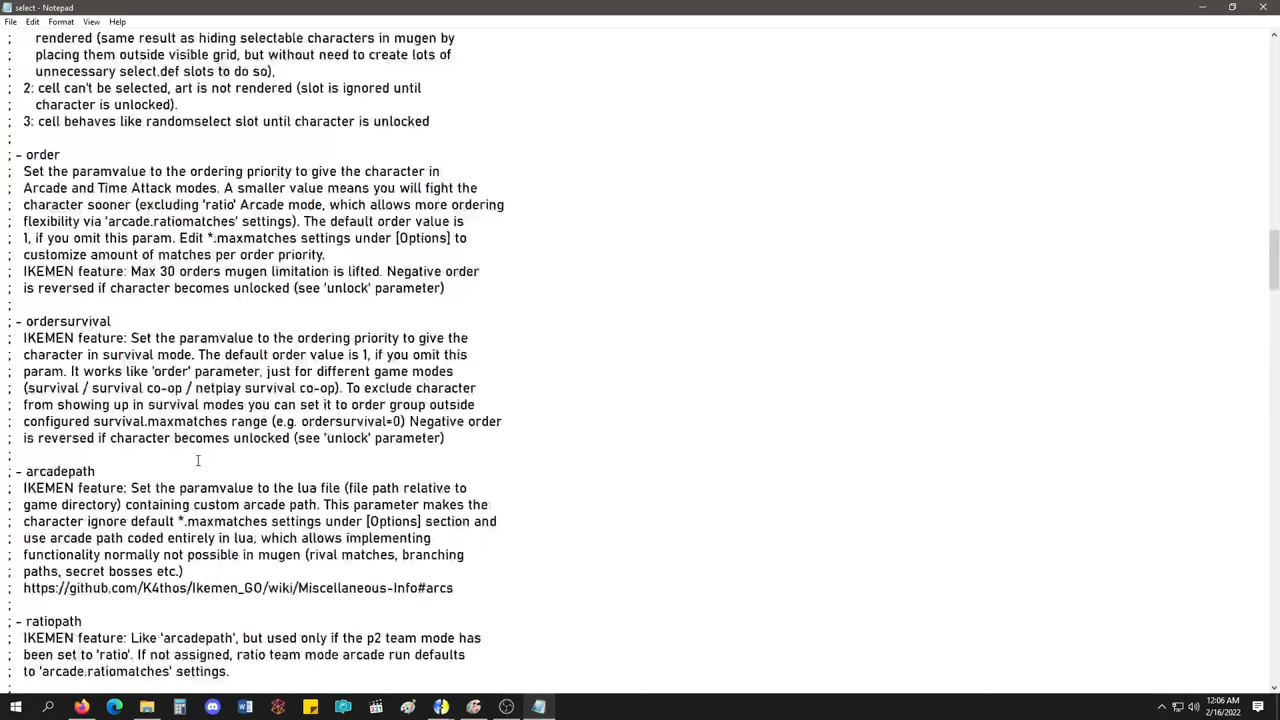 select - Notepad
File Edit Format View Help
; rendered (same result as hiding selectable characters in mugen by
; placing them outside visible grid, but without need to create lots of
; unnecessary select.def slots to do so),
; 2: cell can't be selected, art is not rendered (slot is ignored until
; character is unlocked).
; 3: cell behaves like randomselect slot until character is unlocked
;
; - order
; Set the paramvalue to the ordering priority to give the character in
; Arcade and Time Attack modes. A smaller value means you will fight the
; character sooner (excluding 'ratio' Arcade mode, which allows more ordering
; flexibility via 'arcade.ratiomatches' settings). The default order value is
; 1, if you omit this param. Edit *.maxmatches settings under [Options] to
; customize amount of matches per order priority.
; IKEMEN feature: Max 30 orders mugen limitation is lifted. Negative order
; is reversed if character becomes unlocked (see 'unlock' parameter)
;
; - ordersurvival
; IKEMEN feature: Set the paramvalue to the ordering priority to give the
; character in survival mode. The default order value is 1, if you omit this
; param. It works like 'order' parameter, just for different game modes
; (survival / survival co-op / netplay survival co-op). To exclude character
; from showing up in survival modes you can set it to order group outside
; configured survival.maxmatches range (e.g. ordersurvival=0) Negative order
; is reversed if character becomes unlocked (see 'unlock' parameter)
;
; - arcadepath
; IKEMEN feature: Set the paramvalue to the lua file (file path relative to
; game directory) containing custom arcade path. This parameter makes the
; character ignore default *.maxmatches settings under [Options] section and
; use arcade path coded entirely in lua, which allows implementing
; functionality normally not possible in mugen (rival matches, branching
; paths, secret bosses etc.)
; https://github.com/K4thos/Ikemen_GO/wiki/Miscellaneous-Info#arcs
;
; - ratiopath
; IKEMEN feature: Like 'arcadepath', but used only if the p2 team mode has
; been set to 'ratio'. If not assigned, ratio team mode arcade run defaults
; to 'arcade.ratiomatches' settings.
;
12:06 AM
2/16/2022